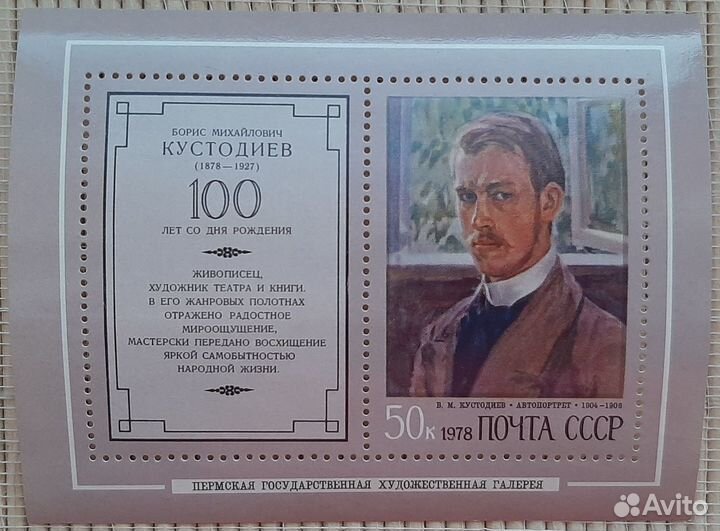 БОРИС МИХАЙЛОВИЧ
КУСТОДИЕВ
(1878—1927)
100
ЛЕТ СО ДНЯ РОЖДЕНИЯ
ЖИВОПИСЕЦ,
ХУДОЖНИК ТЕАТРА И КНИГИ.
В ЕГО ЖАНРОВЫХ ПОЛОТНАХ
ОТРАЖЕНО РАДОСТНОЕ
МИРООЩУЩЕНИЕ,
МАСТЕРСКИ ПЕРЕДАНО ВОСХИЩЕНИЕ
ЯРКОЙ САМОБЫТНОСТЬЮ
НАРОДНОЙ ЖИЗНИ.
Б. М. КУСТОДИЕВ • АВТОПОРТРЕТ • 1904—1906
50к 1978 ПОЧТА СССР
ПЕРМСКАЯ ГОСУДАРСТВЕННАЯ ХУДОЖЕСТВЕННАЯ ГАЛЕРЕЯ
Avito